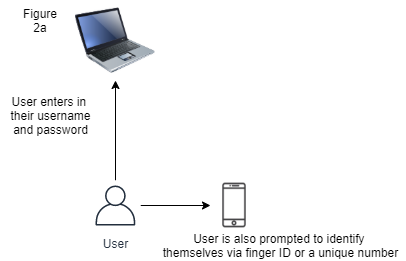 Figure
2a
User enters in
their username
and password
User
User is also prompted to identify
themselves via finger ID or a unique number